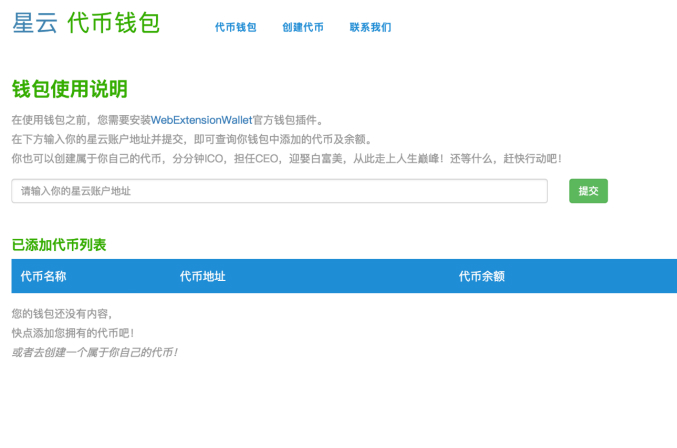 星云 代币钱包
代币钱包 创建代币 联系我们
钱包使用说明
在使用钱包之前，您需要安装WebExtensionWallet官方钱包插件。
在下方输入你的星云账户地址并提交，即可查询你钱包中添加的代币及余额。
你也可以创建属于你自己的代币，分分钟ICO，担任CEO，迎娶白富美，从此走上人生巅峰！还等什么，赶快行动吧！
请输入你的星云账户地址 提交
已添加代币列表
代币名称 代币地址 代币余额
您的钱包还没有内容，
快点添加您拥有的代币吧！
或者去创建一个属于你自己的代币！